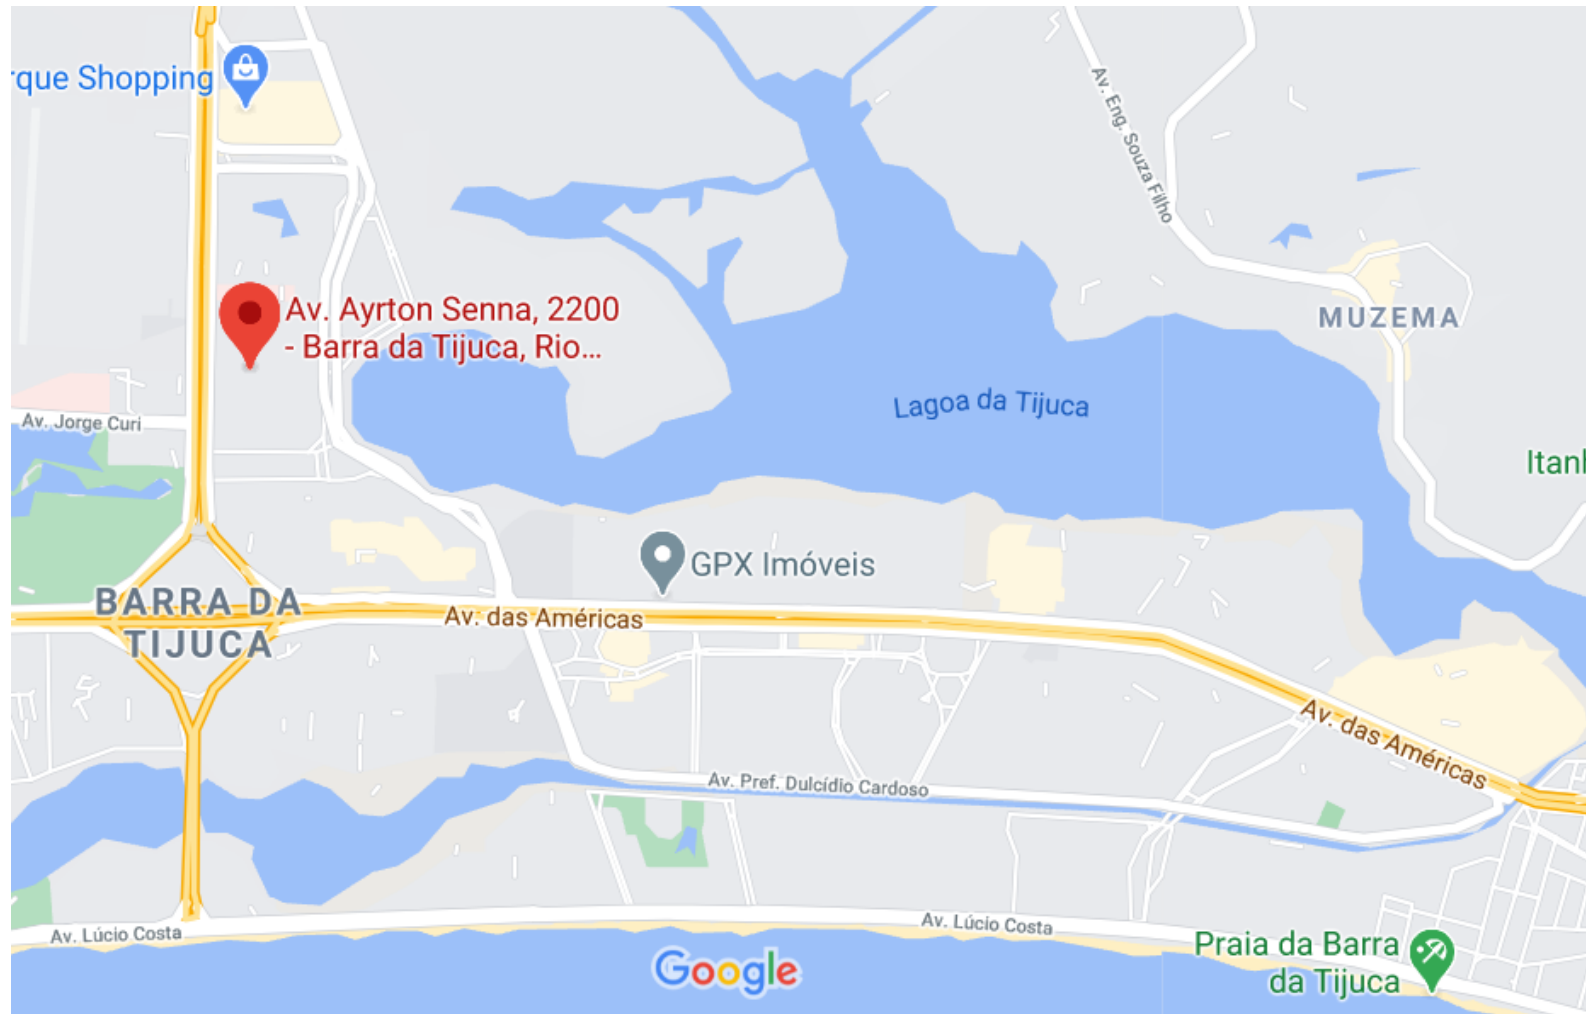 rque Shopping
Av. Eng. Souza Filho
Av. Ayrton Senna, 2200
- Barra da Tijuca, Rio...
MUZEMA
Lagoa da Tijuca
Av. Jorge Curi
Itanh
GPX Imóveis
BARRA DA
TIJUCA
Av. das Américas
Av. das Américas
Av. Pref. Dulcídio Cardoso
Av. Lúcio Costa
Av. Lúcio Costa
Praia da Barra
da Tijuca
Google